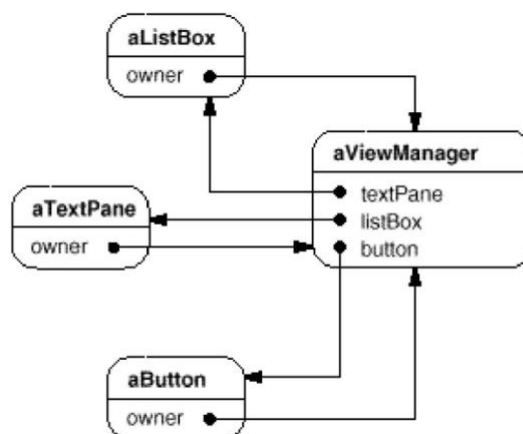 aListBox
owner
aViewManager
textPane
listBox
button
aTextPane
owner
aButton
owner